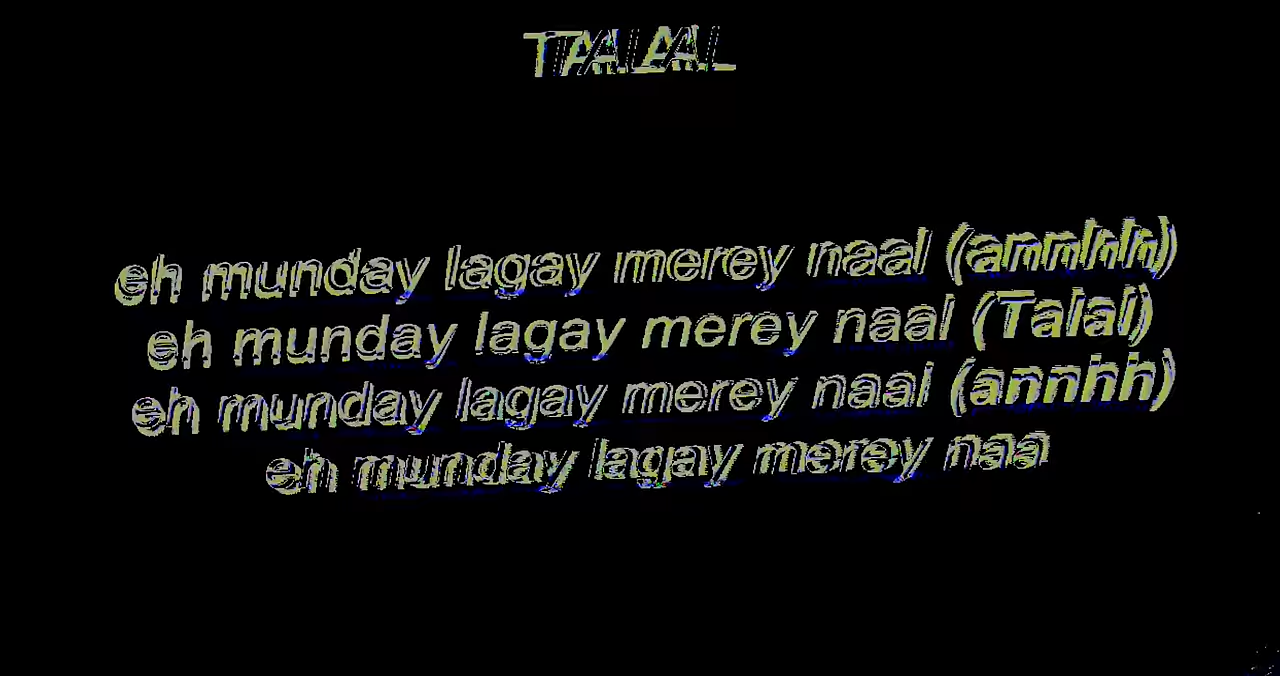 TALAL
eh munday lagay merey naal (annhh)
eh munday lagay merey naal (Talal)
eh munday lagay merey naal (annhh)
eh munday lagay merey naa